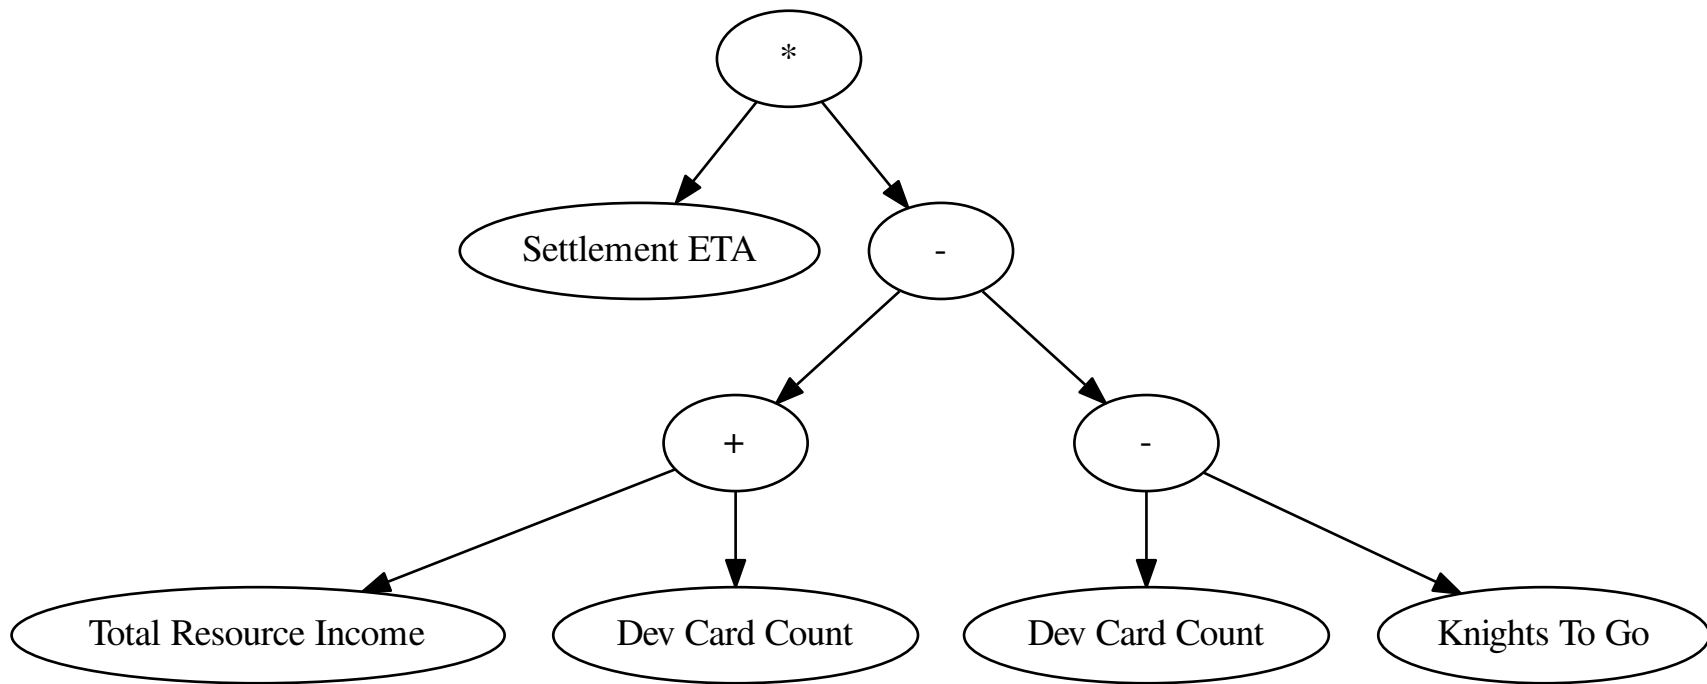 *
Settlement ETA
-
+
-
Total Resource Income
Dev Card Count
Dev Card Count
Knights To Go